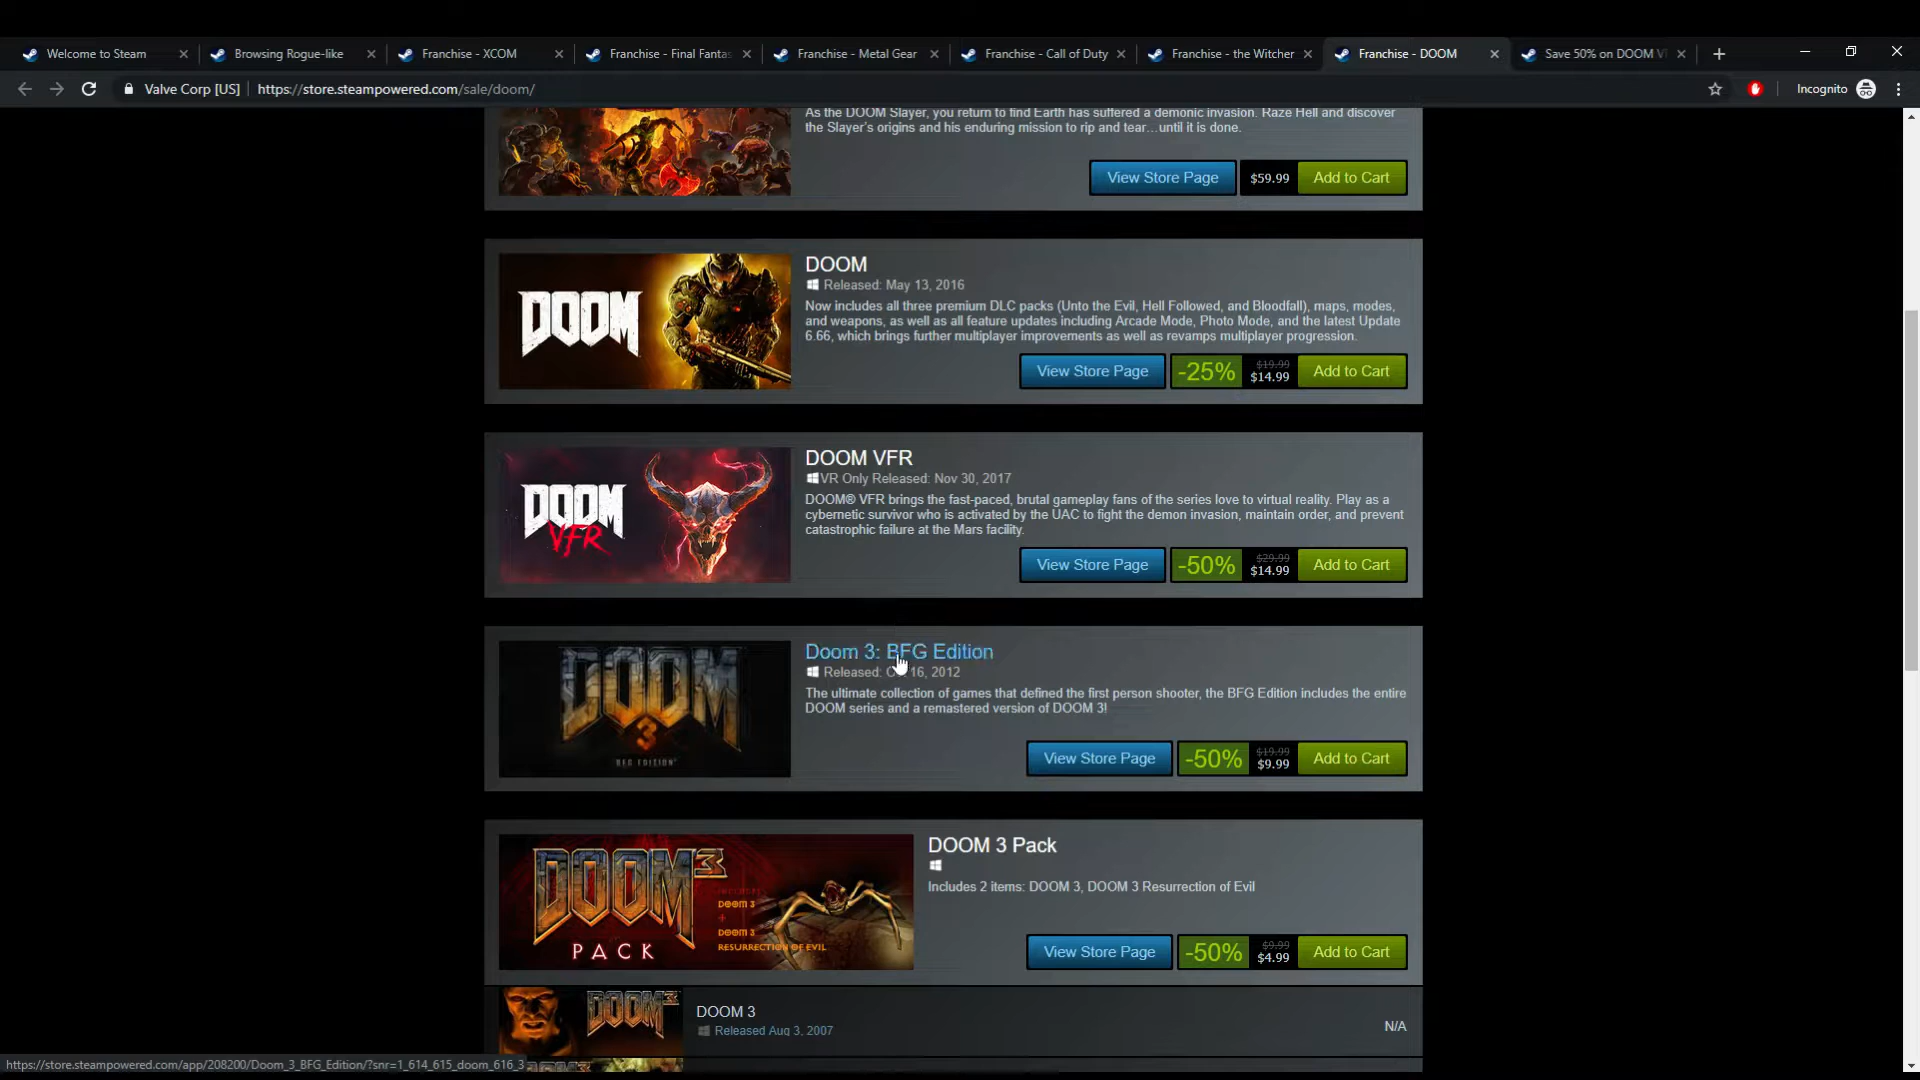 Welcome to Steam
Browsing Rogue-like
Franchise - XCOM
Franchise - Final Fantas
Franchise - Metal Gear
Franchise - Call of Duty
Franchise - the Witcher
Franchise - DOOM
Save 50% on DOOM V
Valve Corp [US]
https://store.steampowered.com/sale/doom/
Incognito
As the DOOM Slayer, you return to find Earth has suffered a demonic invasion. Raze Hell and discover
the Slayer's origins and his enduring mission to rip and tear…until it is done.
View Store Page
$59.99
Add to Cart
DOOM
DOOM
Released: May 13, 2016
Now includes all three premium DLC packs (Unto the Evil, Hell Followed, and Bloodfall), maps, modes,
and weapons, as well as all feature updates including Arcade Mode, Photo Mode, and the latest Update
6.66, which brings further multiplayer improvements as well as revamps multiplayer progression.
View Store Page
-25%
$19.99
$14.99
Add to Cart
DOOM
VFR
DOOM VFR
VR Only Released: Nov 30, 2017
DOOM® VFR brings the fast-paced, brutal gameplay fans of the series love to virtual reality. Play as a
cybernetic survivor who is activated by the UAC to fight the demon invasion, maintain order, and prevent
catastrophic failure at the Mars facility.
View Store Page
-50%
$29.99
$14.99
Add to Cart
DOOM
3
BFG EDITION
Doom 3: BFG Edition
Released: 16, 2012
The ultimate collection of games that defined the first person shooter, the BFG Edition includes the entire
DOOM series and a remastered version of DOOM 3!
View Store Page
-50%
$19.99
$9.99
Add to Cart
DOOM 3
PACK
INCLUDES:
DOOM 3
+
DOOM 3
RESURRECTION OF EVIL
DOOM 3 Pack
Includes 2 items: DOOM 3, DOOM 3 Resurrection of Evil
View Store Page
-50%
$9.99
$4.99
Add to Cart
DOOM 3
DOOM 3
Released Aug 3, 2007
N/A
https://store.steampowered.com/app/208200/Doom_3_BFG_Edition/?snr=1_614_615_doom_616_3